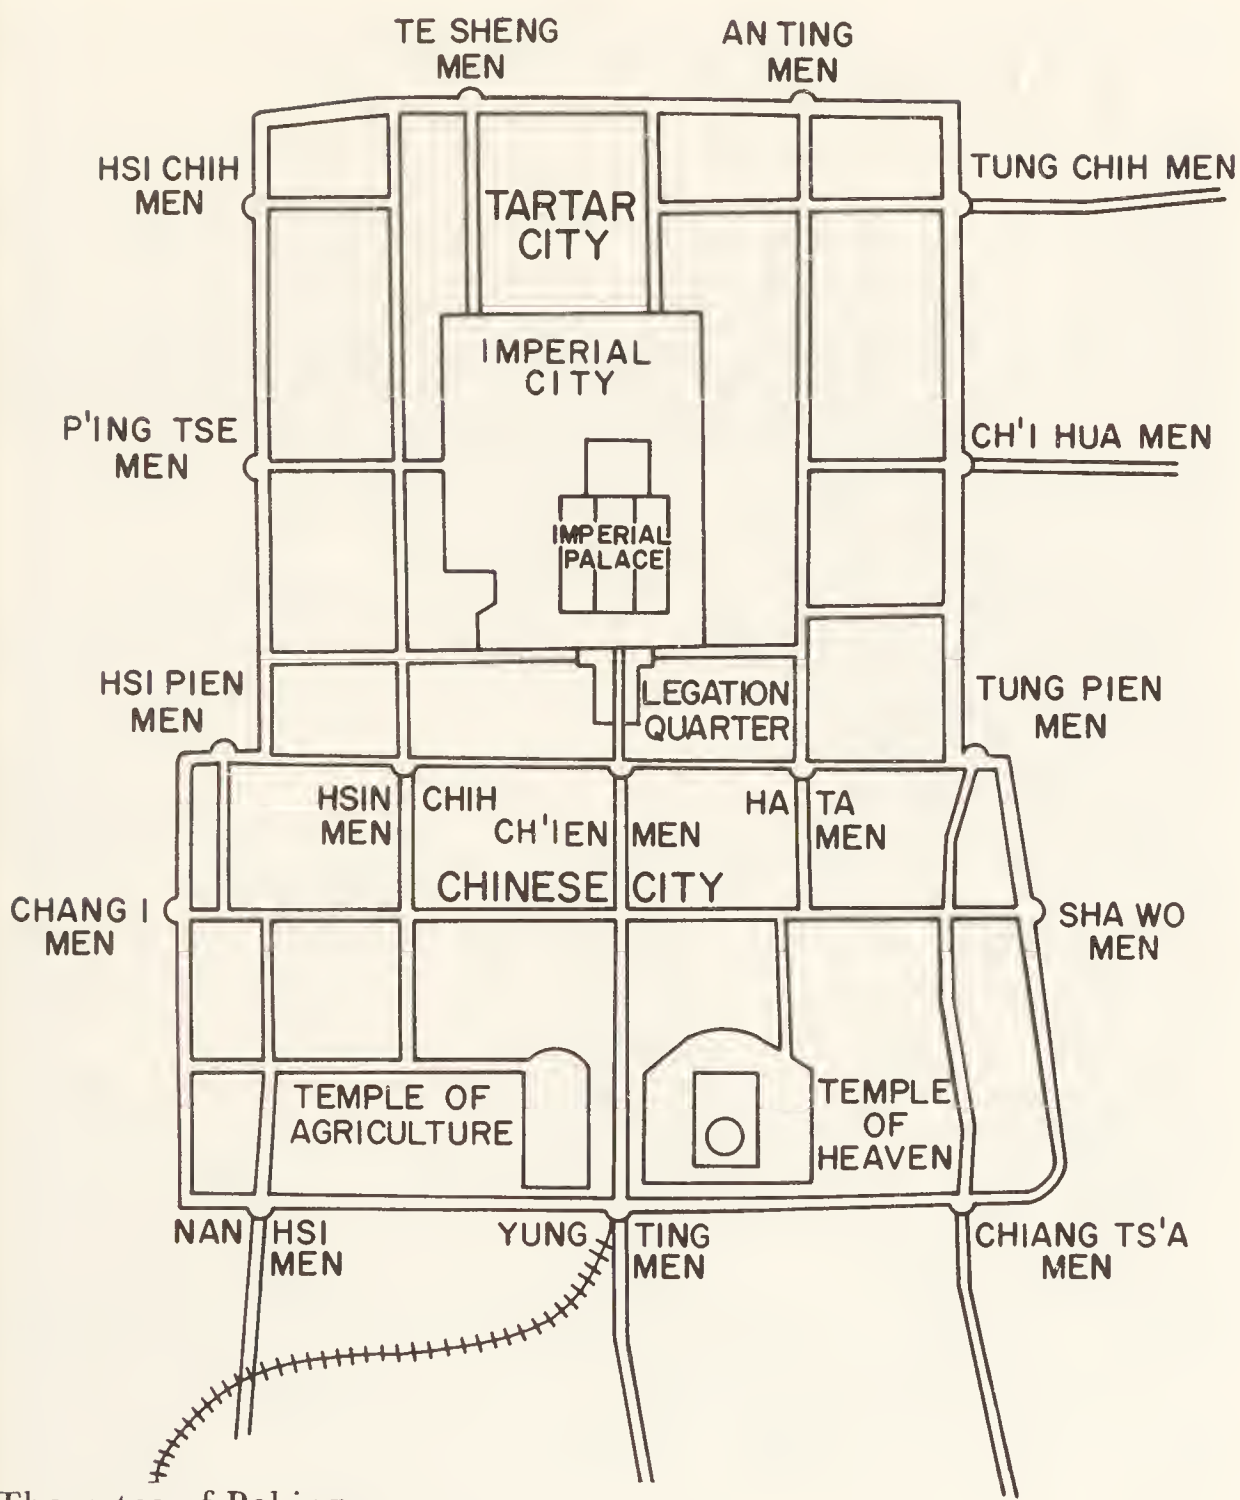 TE SHENG
MEN
AN TING
MEN
HSI CHIH
MEN
TUNG CHIH MEN
TARTAR
CITY
IMPERIAL
CITY
P'ING TSE
MEN
CH'I HUA MEN
IMPERIAL
PALACE
HSI PIEN
MEN
LEGATION
QUARTER
TUNG PIEN
MEN
HSIN CHIH
MEN
CH'IEN MEN
HA TA
MEN
CHINESE CITY
CHANG I
MEN
SHA WO
MEN
TEMPLE OF
AGRICULTURE
TEMPLE
OF
HEAVEN
NAN HSI
MEN
YUNG TING
MEN
CHIANG TS'A
MEN
of